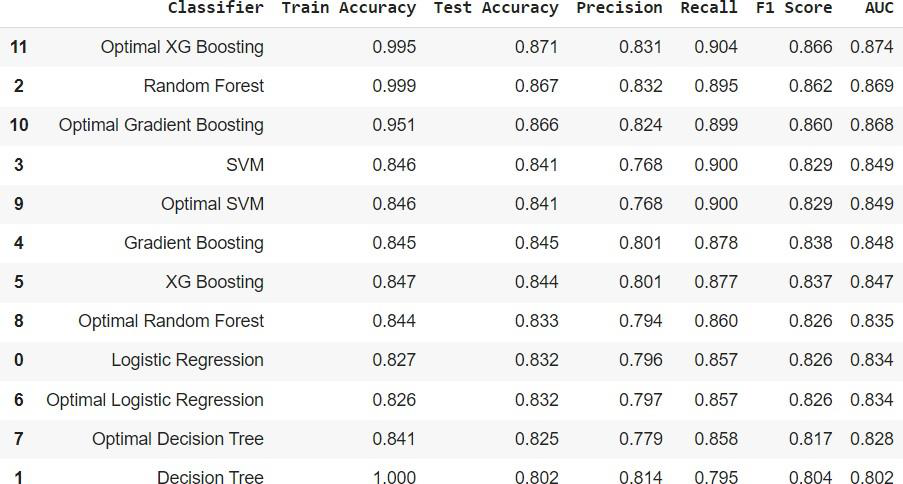 Classifier Train Accuracy Test Accuracy Precision Recall F1 Score AUC
11 Optimal XG Boosting 0.995 0.871 0.831 0.904 0.866 0.874
2 Random Forest 0.999 0.867 0.832 0.895 0.862 0.869
10 Optimal Gradient Boosting 0.951 0.866 0.824 0.899 0.860 0.868
3 SVM 0.846 0.841 0.768 0.900 0.829 0.849
9 Optimal SVM 0.846 0.841 0.768 0.900 0.829 0.849
4 Gradient Boosting 0.845 0.845 0.801 0.878 0.838 0.848
5 XG Boosting 0.847 0.844 0.801 0.877 0.837 0.847
8 Optimal Random Forest 0.844 0.833 0.794 0.860 0.826 0.835
0 Logistic Regression 0.827 0.832 0.796 0.857 0.826 0.834
6 Optimal Logistic Regression 0.826 0.832 0.797 0.857 0.826 0.834
7 Optimal Decision Tree 0.841 0.825 0.779 0.858 0.817 0.828
1 Decision Tree 1.000 0.802 0.814 0.795 0.804 0.802